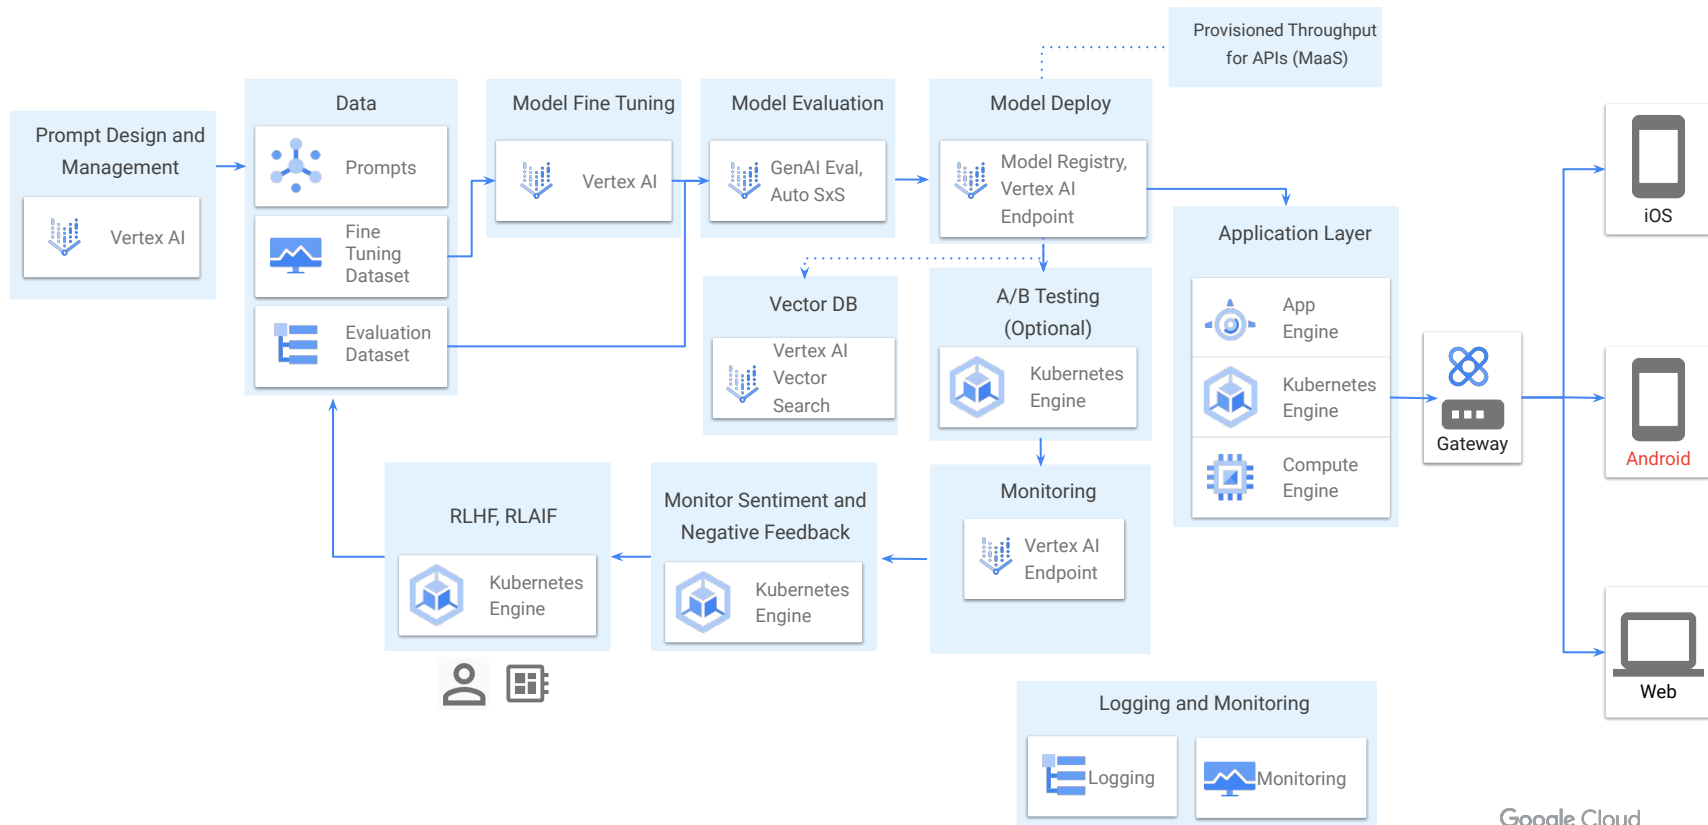 Provisioned Throughput
for APIs (MaaS)
Prompt Design and
Management
Vertex AI
Data
Prompts
Fine
Tuning
Dataset
Evaluation
Dataset
Model Fine Tuning
Vertex AI
Model Evaluation
GenAI Eval,
Auto SxS
Model Deploy
Model Registry,
Vertex AI
Endpoint
Vector DB
Vertex AI
Vector
Search
A/B Testing
(Optional)
Kubernetes
Engine
Application Layer
App
Engine
Kubernetes
Engine
Compute
Engine
Gateway
iOS
Android
Web
RLHF, RLAIF
Kubernetes
Engine
Monitor Sentiment and
Negative Feedback
Kubernetes
Engine
Monitoring
Vertex AI
Endpoint
Logging and Monitoring
Logging
Monitoring
Google Cloud